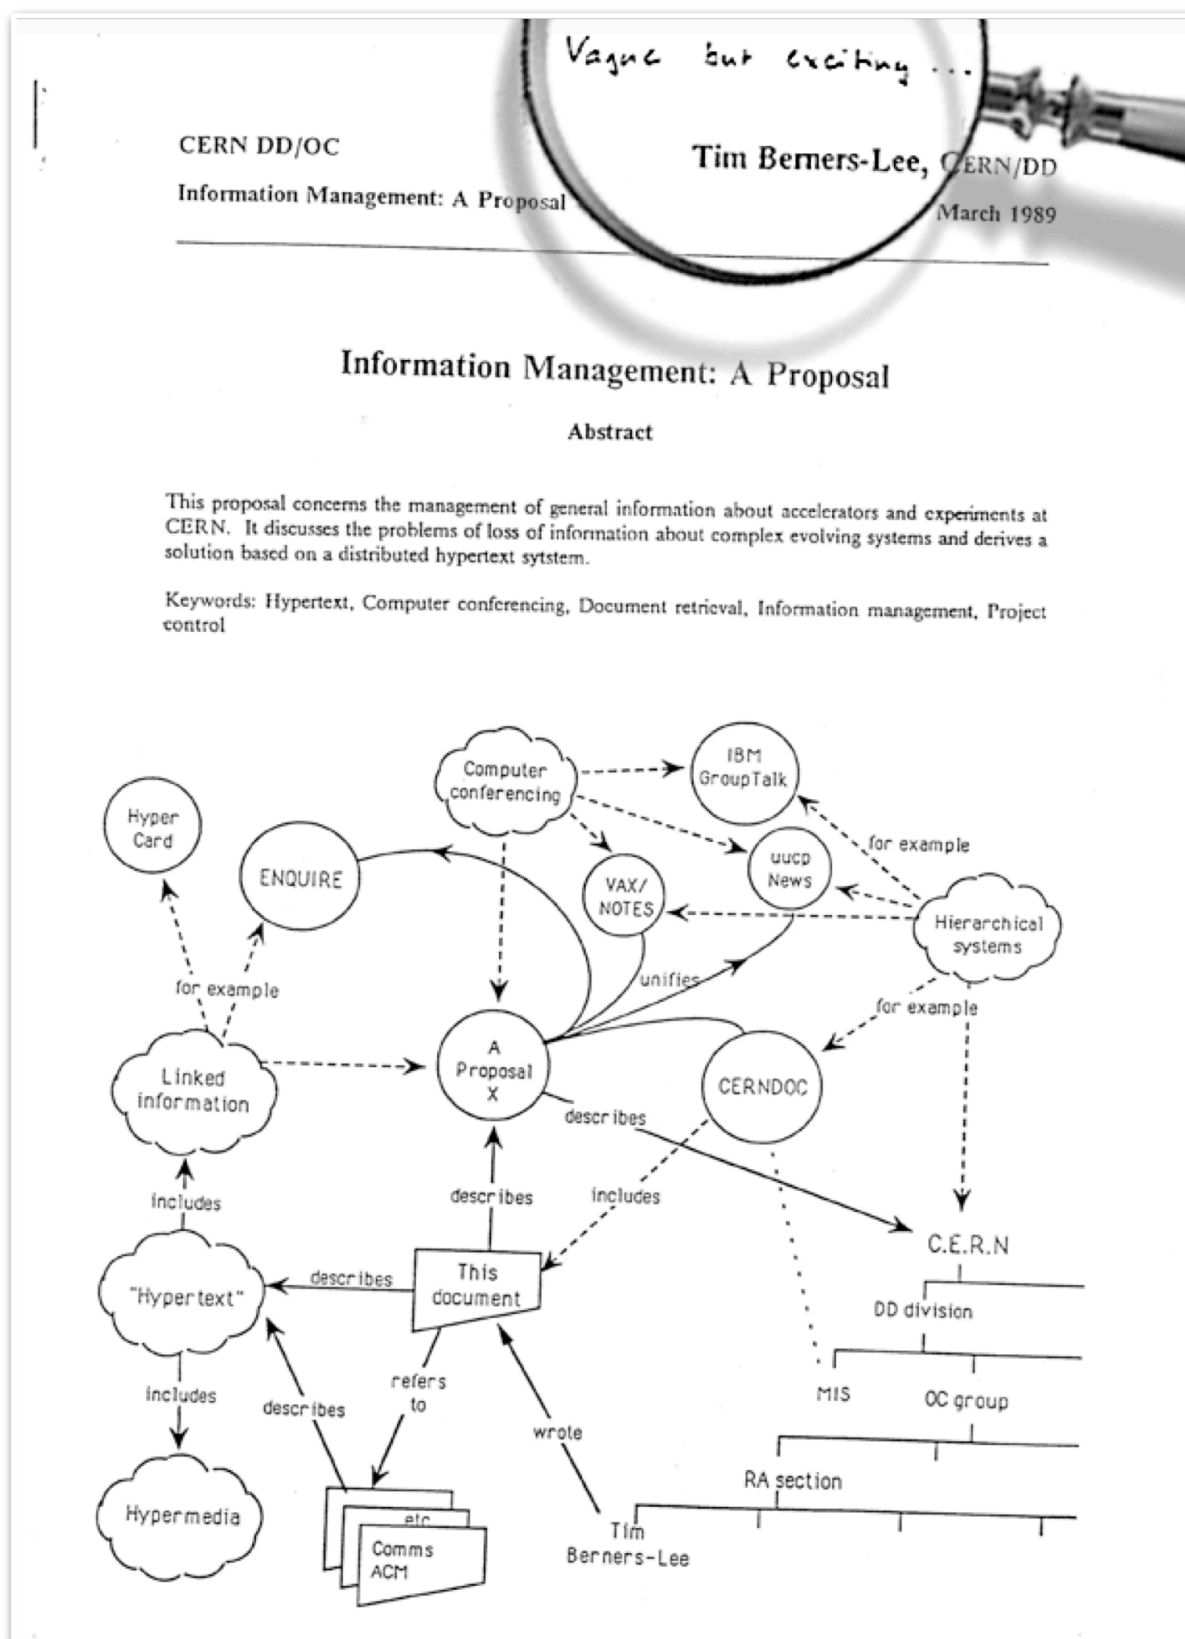 Vague but exciting ...
CERN DD/OC
Tim Berners-Lee, CERN/DD
Information Management: A Proposal
March 1989
Information Management: A Proposal
Abstract
This proposal concerns the management of general information about accelerators and experiments at
CERN. It discusses the problems of loss of information about complex evolving systems and derives a
solution based on a distributed hypertext sytstem.
Keywords: Hypertext, Computer conferencing, Document retrieval, Information management, Project
control
Computer
conferencing
IBM
GroupTalk
Hyper
Card
ENQUIRE
VAX/
NOTES
uucp
News
for example
Hierarchical
systems
for example
unifies
for example
Linked
information
A
Proposal
X
CERNDOC
describes
includes
describes
includes
C.E.R.N
"Hypertext"
describes
This
document
DD division
includes
describes
refers
to
wrote
MIS
OC group
RA section
Hypermedia
etc
Comms
ACM
Tim
Berners-Lee